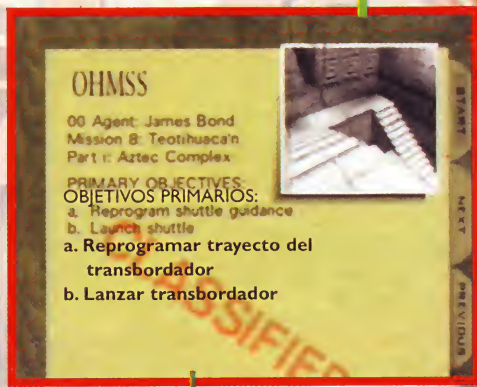 OHMSS
00 Agent: James Bond
Mission 8: Teotihuaca'n
Part i: Aztec Complex
PRIMARY OBJECTIVES:
OBJETIVOS PRIMARIOS:
a. Reprogram shuttle guidance
b. Launch shuttle
a. Reprogramar trayecto del
transbordador
b. Lanzar transbordador
CLASSIFIED
START
NEXT
PREVIOUS